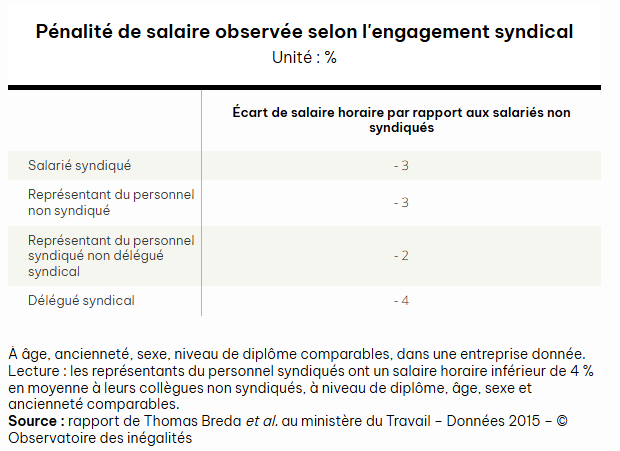 Pénalité de salaire observée selon l'engagement syndical
Unité : %
Écart de salaire horaire par rapport aux salariés non
syndiqués
Salarié syndiqué
- 3
Représentant du personnel
non syndiqué
- 3
Représentant du personnel
syndiqué non délégué
syndical
- 2
Délégué syndical
- 4
À âge, ancienneté, sexe, niveau de diplôme comparables, dans une entreprise donnée.
Lecture : les représentants du personnel syndiqués ont un salaire horaire inférieur de 4 %
en moyenne à leurs collègues non syndiqués, à niveau de diplôme, âge, sexe et
ancienneté comparables.
Source : rapport de Thomas Breda et al. au ministère du Travail – Données 2015 – ©
Observatoire des inégalités